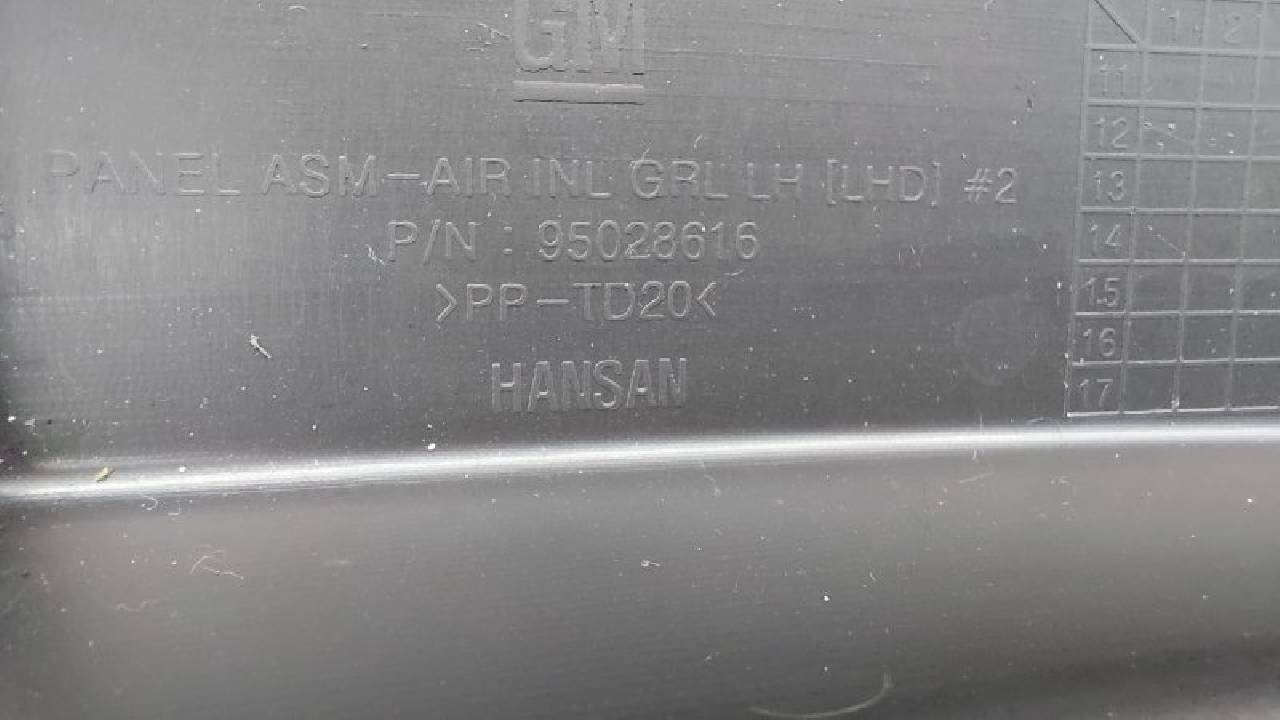 GM
PANEL ASM-AIR INL GRL LH [LHD] #2
P/N : 95028616
>PP-TD20<
HANSAN
1 2
11
12
13
14
15
16
17